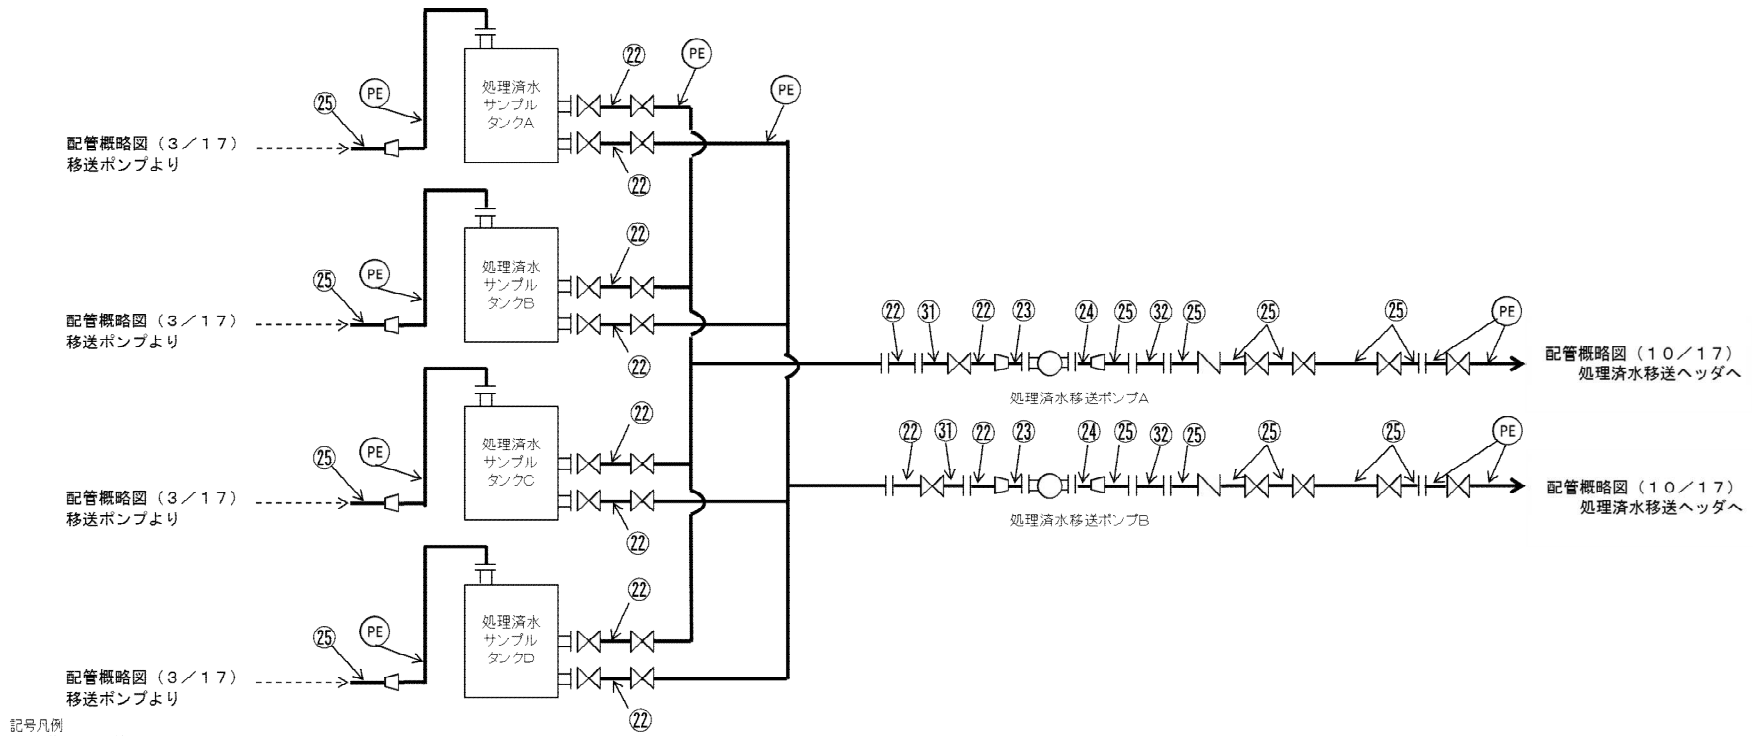 ㉒
PE
PE
㉕
PE
処理済水
サンプル
タンクA
配管概略図（３／１７）
移送ポンプより
㉒
㉒
㉕
PE
処理済水
サンプル
タンクB
配管概略図（３／１７）
移送ポンプより
㉒
㉒
㉛
㉒
㉓
㉔
㉕
㉜
㉕
㉕
㉕
PE
配管概略図（１０／１７）
処理済水移送ヘッダへ
処理済水移送ポンプA
㉒
㉕
PE
処理済水
サンプル
タンクC
配管概略図（３／１７）
移送ポンプより
㉒
㉒
㉛
㉒
㉓
㉔
㉕
㉜
㉕
㉕
㉕
PE
配管概略図（１０／１７）
処理済水移送ヘッダへ
処理済水移送ポンプB
㉒
㉕
PE
処理済水
サンプル
タンクD
配管概略図（３／１７）
移送ポンプより
㉒
記号凡例